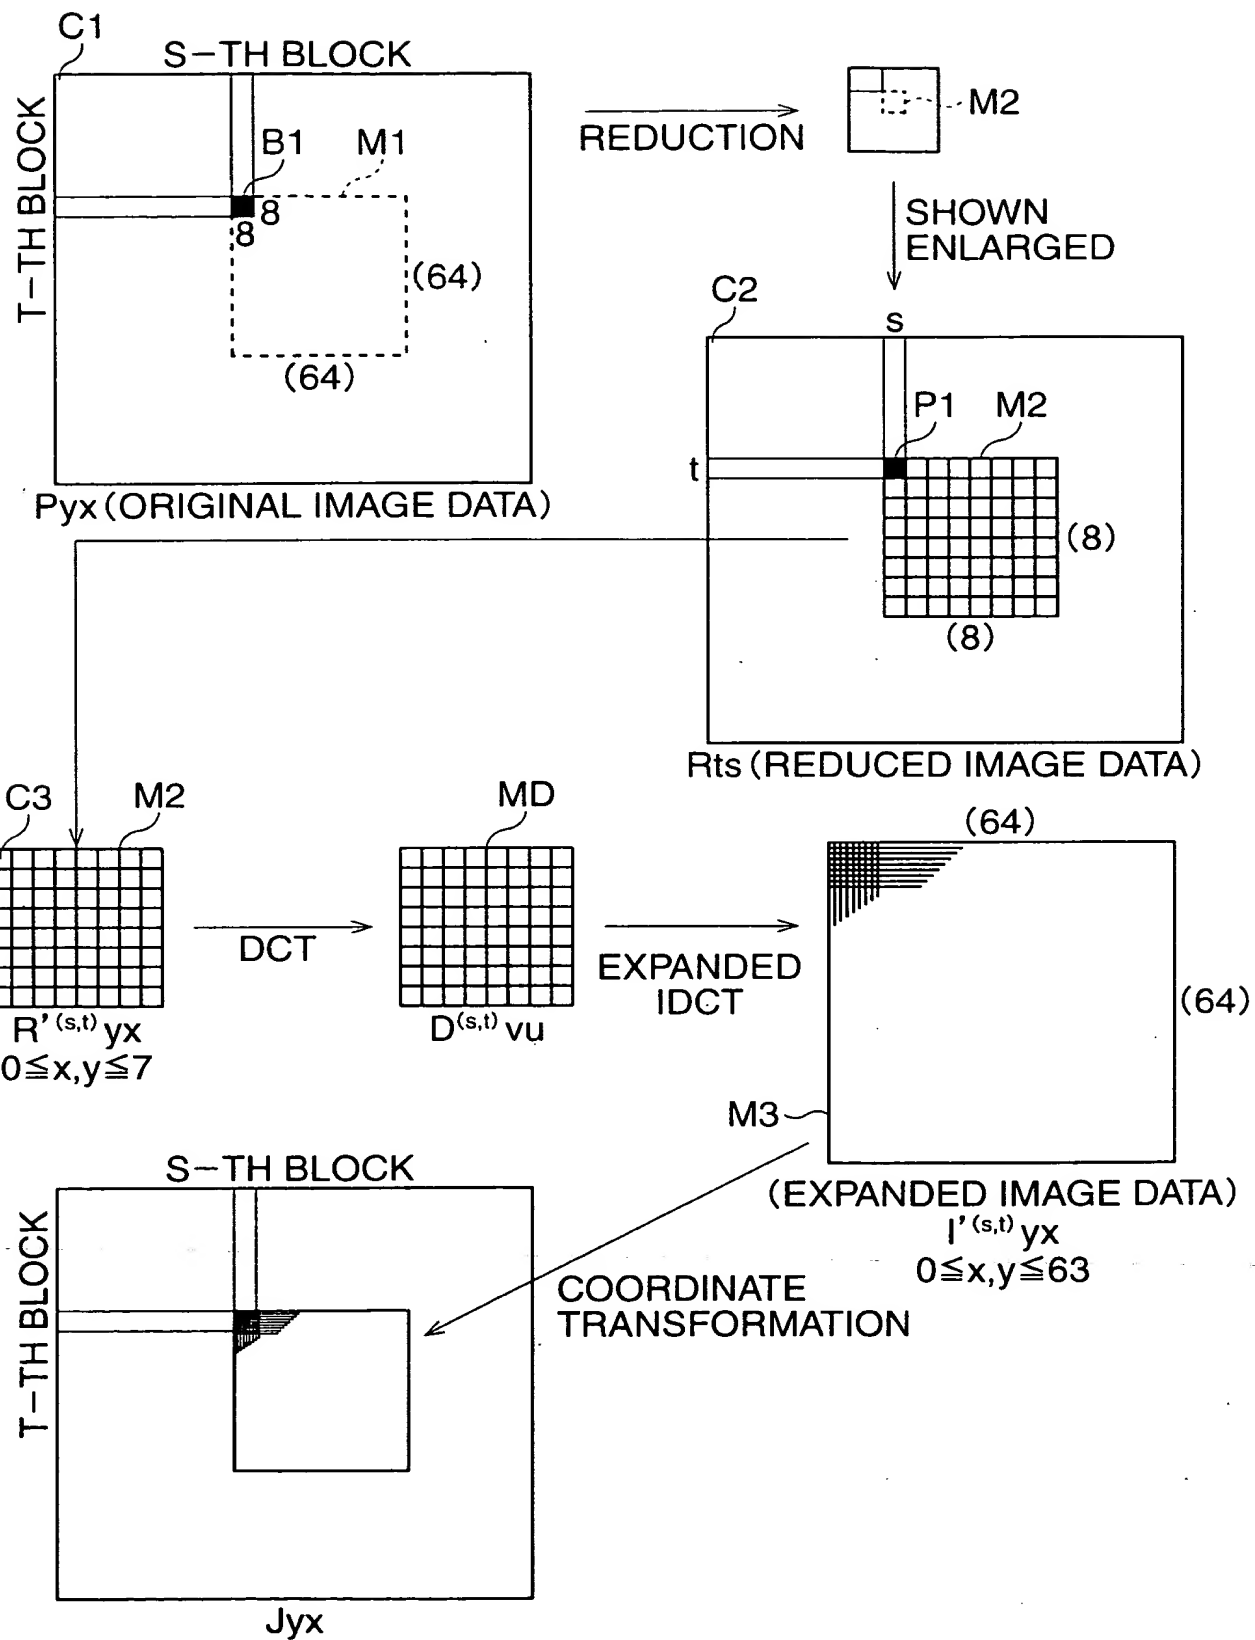 C1
S-TH BLOCK
T-TH BLOCK
B1
M1
8
8
(64)
(64)
Pyx (ORIGINAL IMAGE DATA)
REDUCTION
M2
SHOWN
ENLARGED
C2
s
P1
M2
t
(8)
(8)
Rts (REDUCED IMAGE DATA)
C3
M2
R'(s,t) yx
0≦x,y≦7
DCT
MD
D(s,t) vu
EXPANDED
IDCT
(64)
(64)
M3
(EXPANDED IMAGE DATA)
I'(s,t) yx
0≦x,y≦63
S-TH BLOCK
T-TH BLOCK
COORDINATE
TRANSFORMATION
Jyx